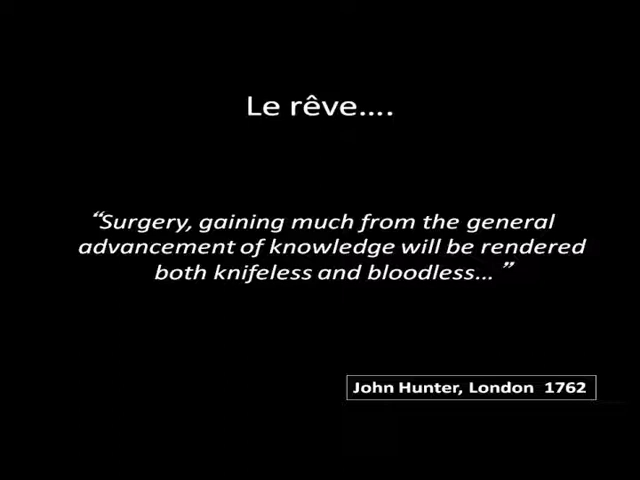 Le rêve....
“Surgery, gaining much from the general
advancement of knowledge will be rendered
both knifeless and bloodless... ”
John Hunter, London 1762